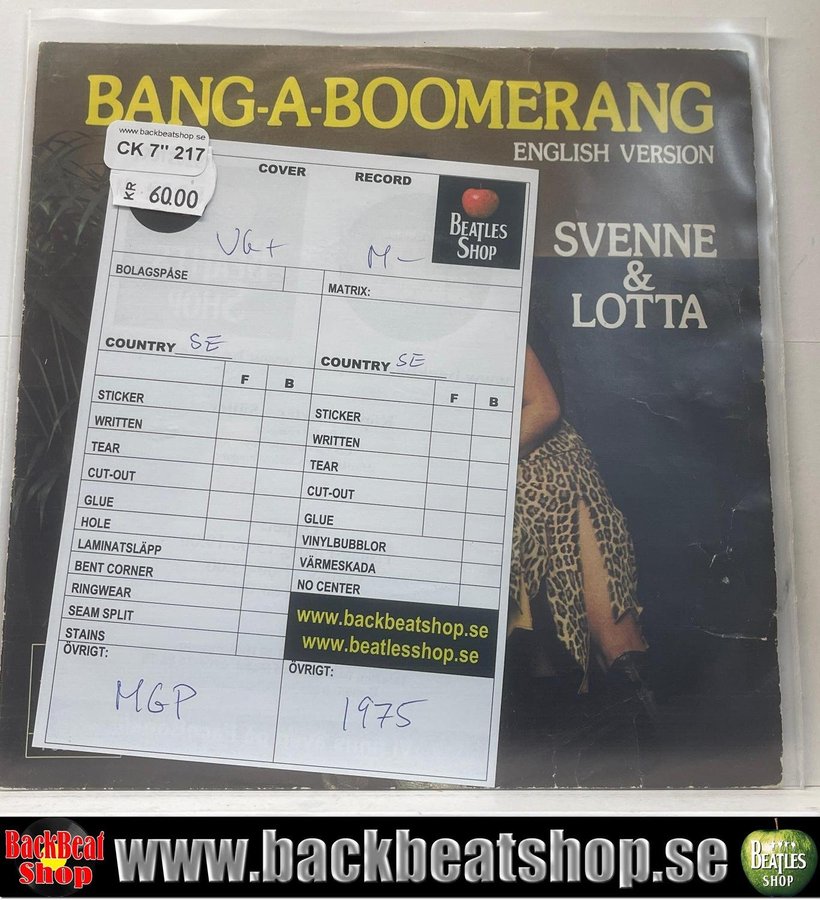 BANG-A-BOOMERANG
ENGLISH VERSION
SVENNE
&
LOTTA
www.backbeatshop.se
CK 7" 217
KR 60.00
COVER RECORD
BEATLES
SHOP
VG+ M-
BOLAGSPÅSE
MATRIX:
COUNTRY SE
COUNTRY SE
F B
STICKER
WRITTEN
TEAR
CUT-OUT
GLUE
HOLE
LAMINATSLÄPP
BENT CORNER
RINGWEAR
SEAM SPLIT
STAINS
ÖVRIGT:
MGP
F B
STICKER
WRITTEN
TEAR
CUT-OUT
GLUE
VINYLBUBBLOR
VÄRMESKADA
NO CENTER
www.backbeatshop.se
www.beatlesshop.se
ÖVRIGT:
1975
BackBeat
Shop
www.backbeatshop.se
BEATLES
SHOP